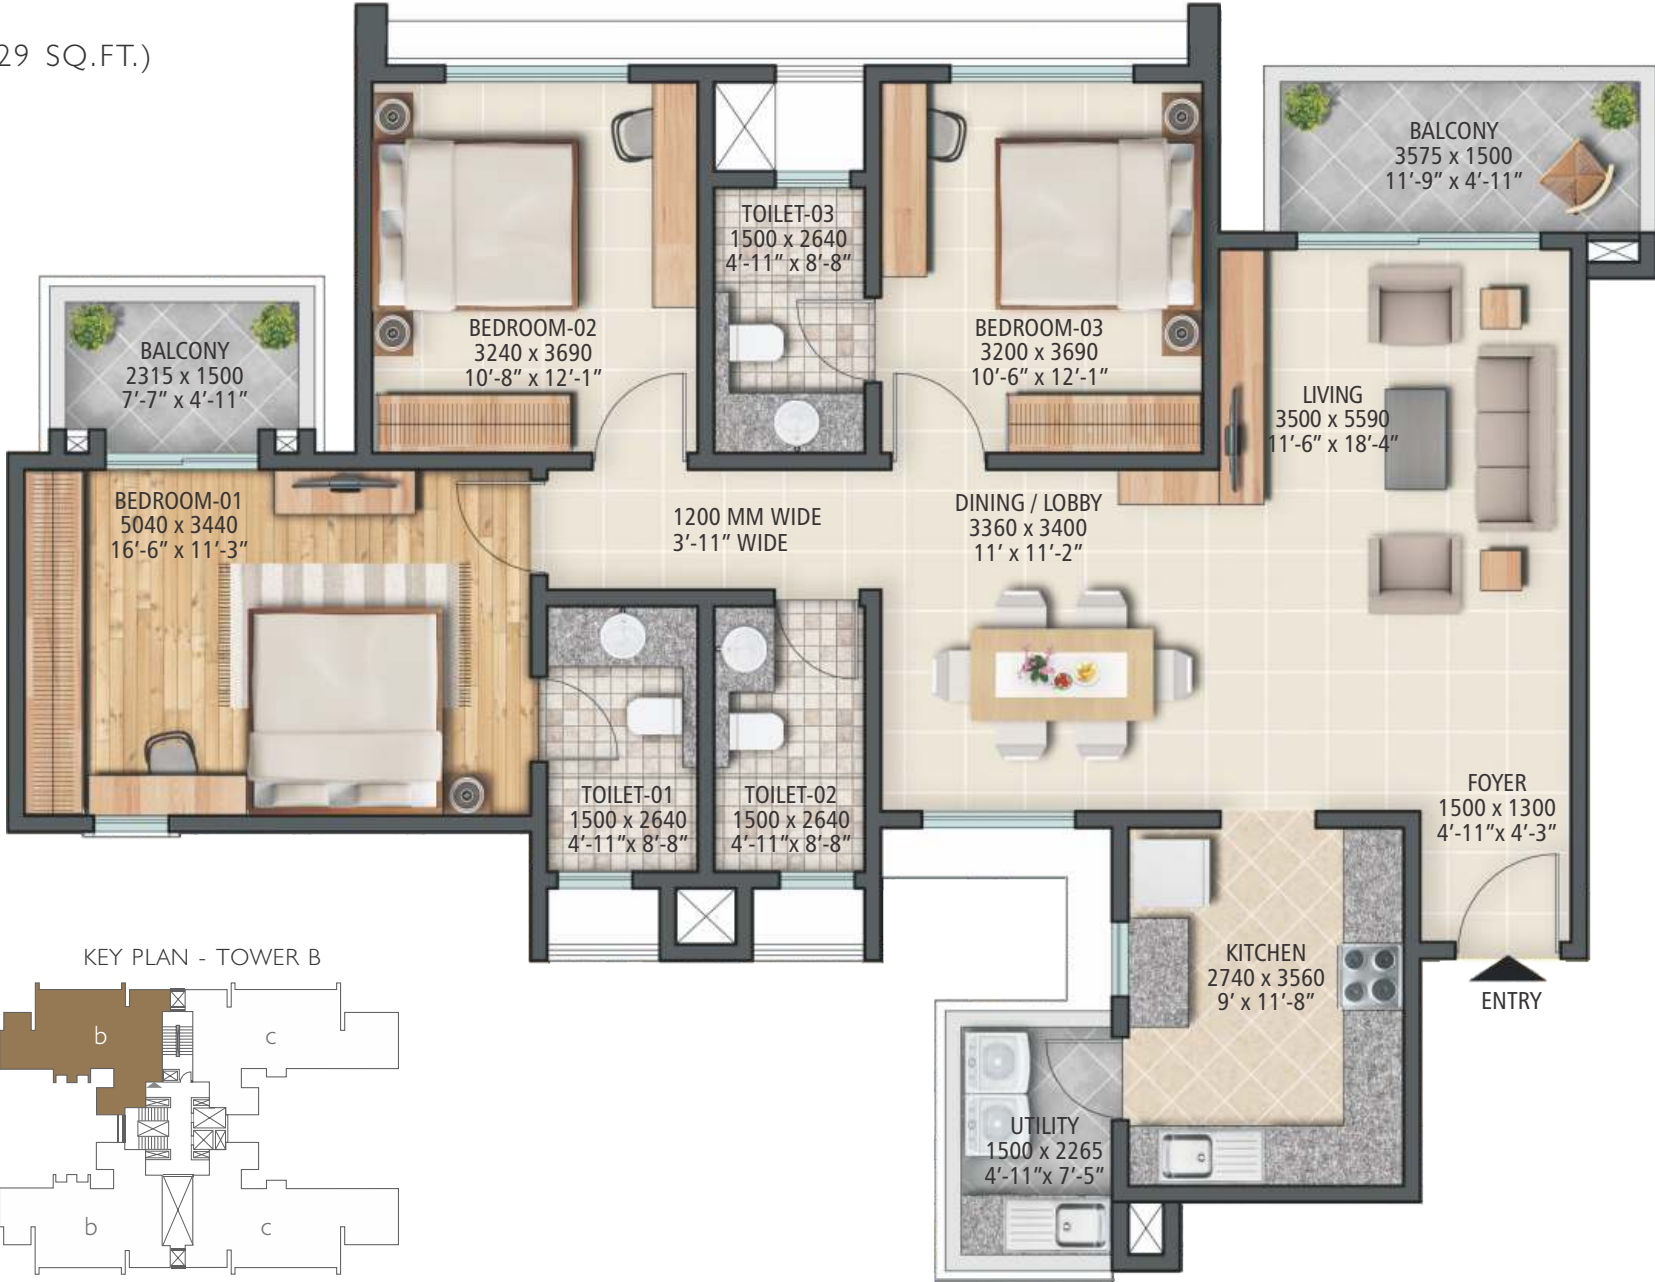 29 SQ.FT.)
BALCONY
3575 x 1500
11'-9" x 4'-11"
TOILET-03
1500 x 2640
4'-11" x 8'-8"
BEDROOM-02
3240 x 3690
10'-8" x 12'-1"
BEDROOM-03
3200 x 3690
10'-6" x 12'-1"
BALCONY
2315 x 1500
7'-7" x 4'-11"
LIVING
3500 x 5590
11'-6" x 18'-4"
BEDROOM-01
5040 x 3440
16'-6" x 11'-3"
1200 MM WIDE
3'-11" WIDE
DINING / LOBBY
3360 x 3400
11' x 11'-2"
TOILET-01
1500 x 2640
4'-11"x 8'-8"
TOILET-02
1500 x 2640
4'-11"x 8'-8"
FOYER
1500 x 1300
4'-11"x 4'-3"
KITCHEN
2740 x 3560
9' x 11'-8"
ENTRY
UTILITY
1500 x 2265
4'-11"x 7'-5"
KEY PLAN - TOWER B
b
c
b
c